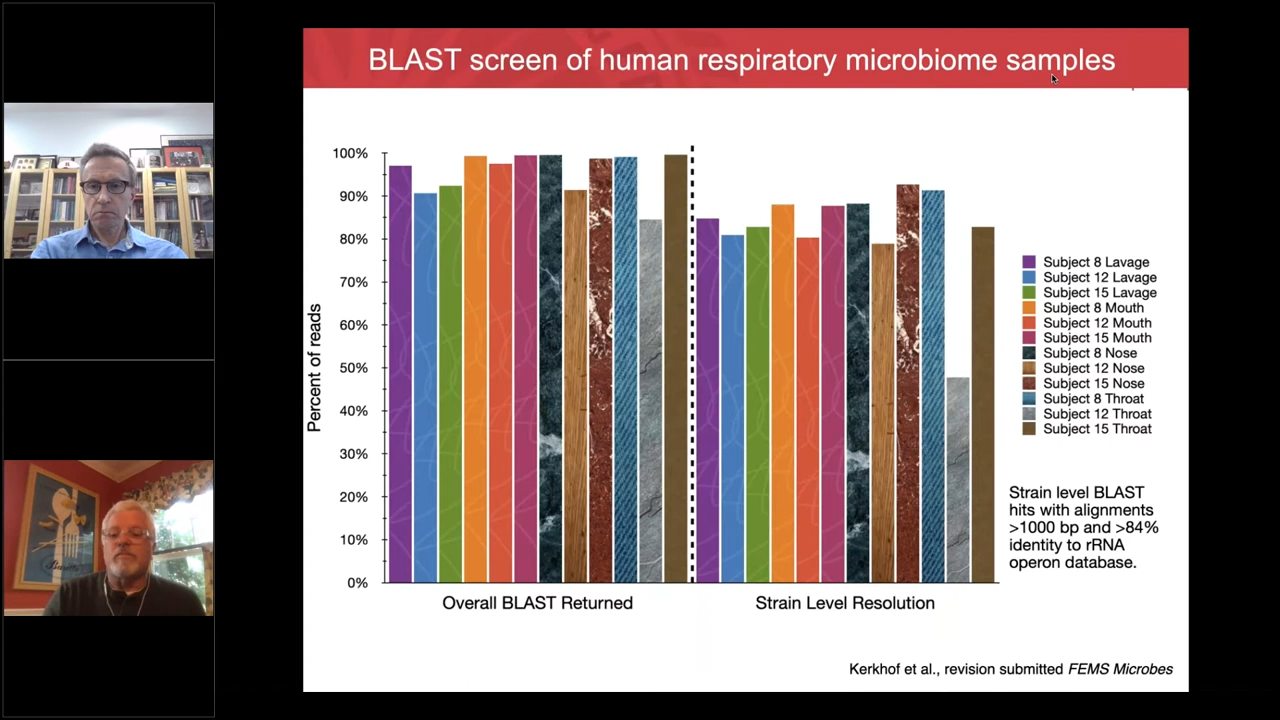 BLAST screen of human respiratory microbiome samples
Percent of reads
100%
90%
80%
70%
60%
50%
40%
30%
20%
10%
0%
Overall BLAST Returned
Strain Level Resolution
Subject 8 Lavage
Subject 12 Lavage
Subject 15 Lavage
Subject 8 Mouth
Subject 12 Mouth
Subject 15 Mouth
Subject 8 Nose
Subject 12 Nose
Subject 15 Nose
Subject 8 Throat
Subject 12 Throat
Subject 15 Throat
Strain level BLAST
hits with alignments
>1000 bp and >84%
identity to rRNA
operon database.
Kerkhof et al., revision submitted FEMS Microbes